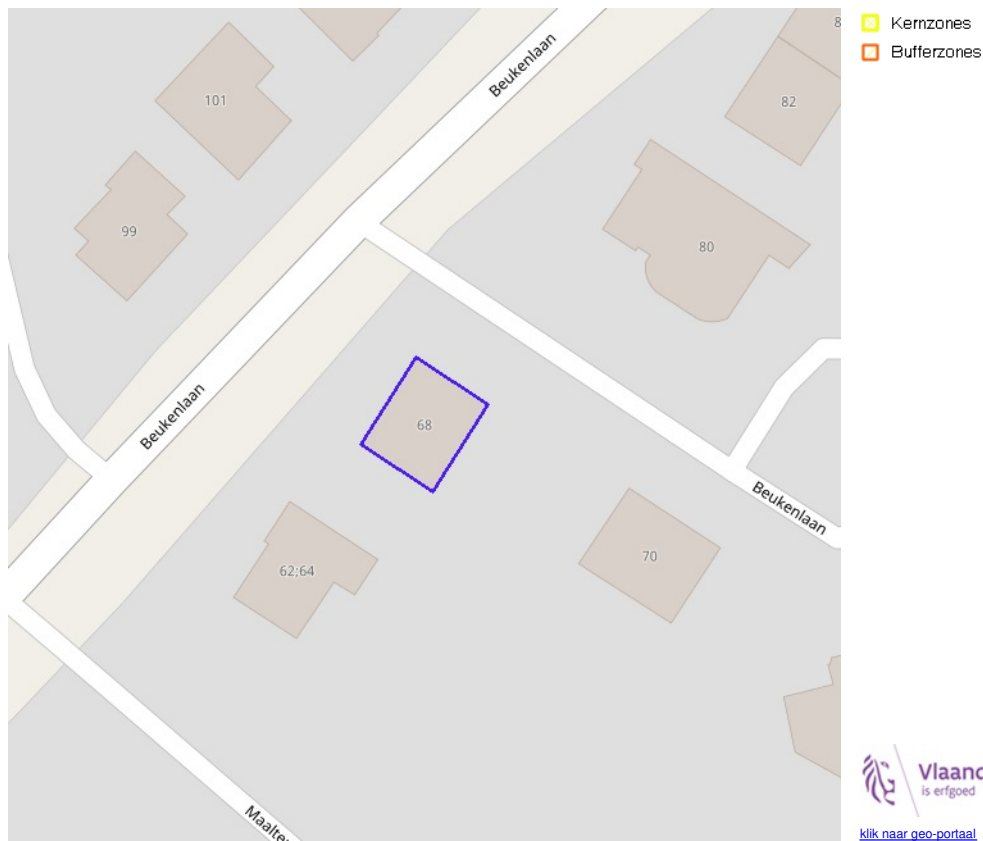 Kernzones
Bufferzones
Beukenlaan
101
82
99
80
Beukenlaan
68
Beukenlaan
62;64
70
is erfgoed
klik naar geo-portaal